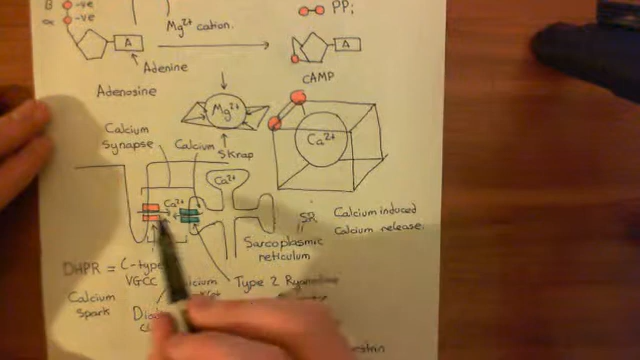 β -ve
α -ve
PPi
Mg2+ cation.
A
A
Adenine
Adenosine
cAMP
Mg2+
Ca2+
Calcium
synapse
Calcium
Skrap
Ca2+
Ca2+
SR
Calcium induced
Calcium release.
Sarcoplasmic
reticulum
DHPR = L-type
VGCC
Type 2
Calcium
spark